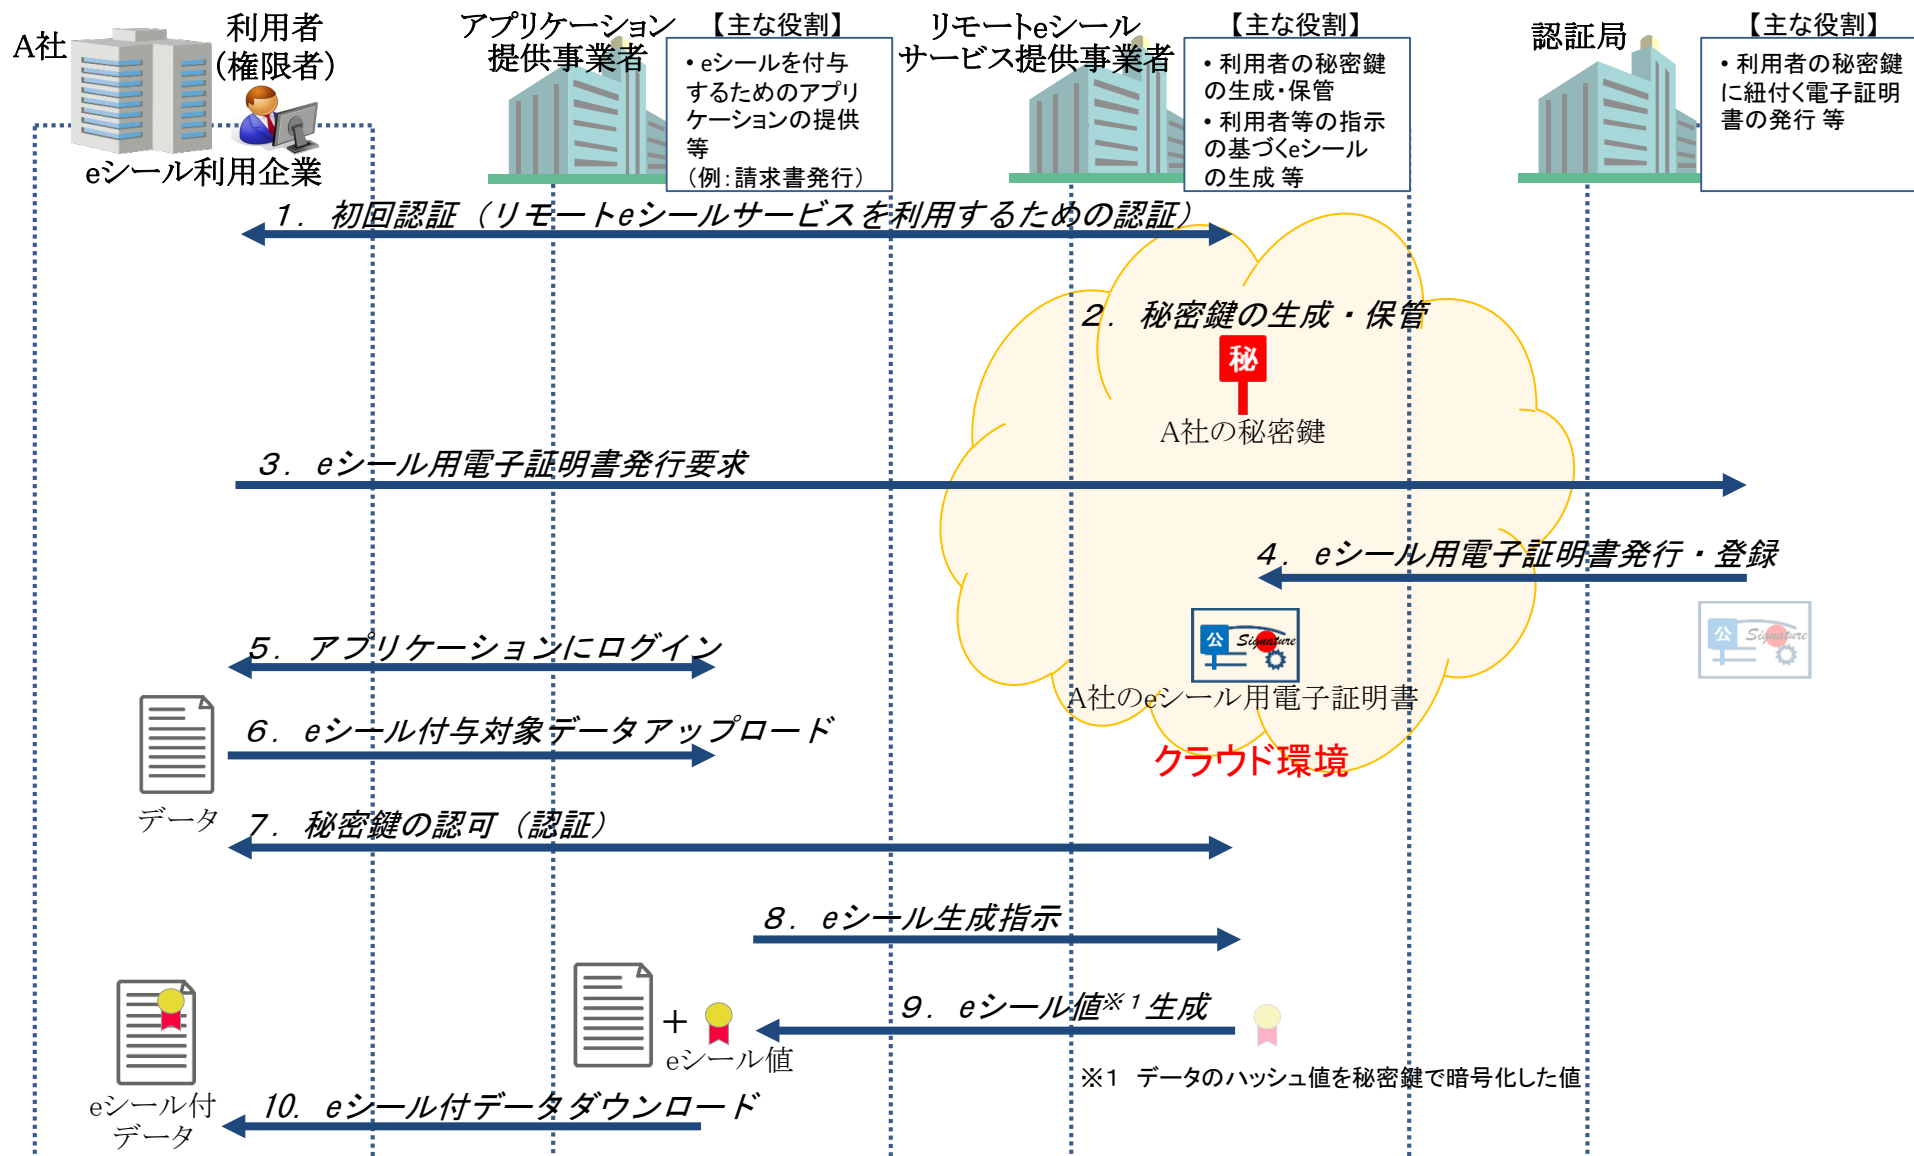 A社
利用者
(権限者)
eシール利用企業
アプリケーション
提供事業者
【主な役割】
• eシールを付与
するためのアプリ
ケーションの提供
等
(例:請求書発行)
リモートeシール
サービス提供事業者
【主な役割】
• 利用者の秘密鍵
の生成・保管
• 利用者等の指示
の基づくeシール
の生成 等
認証局
【主な役割】
• 利用者の秘密鍵
に紐付く電子証明
書の発行 等
1. 初回認証(リモートeシールサービスを利用するための認証)
2. 秘密鍵の生成・保管
秘
A社の秘密鍵
3. eシール用電子証明書発行要求
4. eシール用電子証明書発行・登録
公 Signature
公 Signature
A社のeシール用電子証明書
クラウド環境
5. アプリケーションにログイン
6. eシール付与対象データアップロード
データ
7. 秘密鍵の認可(認証)
8. eシール生成指示
9. eシール値※1生成
+
eシール値
※1 データのハッシュ値を秘密鍵で暗号化した値
10. eシール付データダウンロード
eシール付
データ